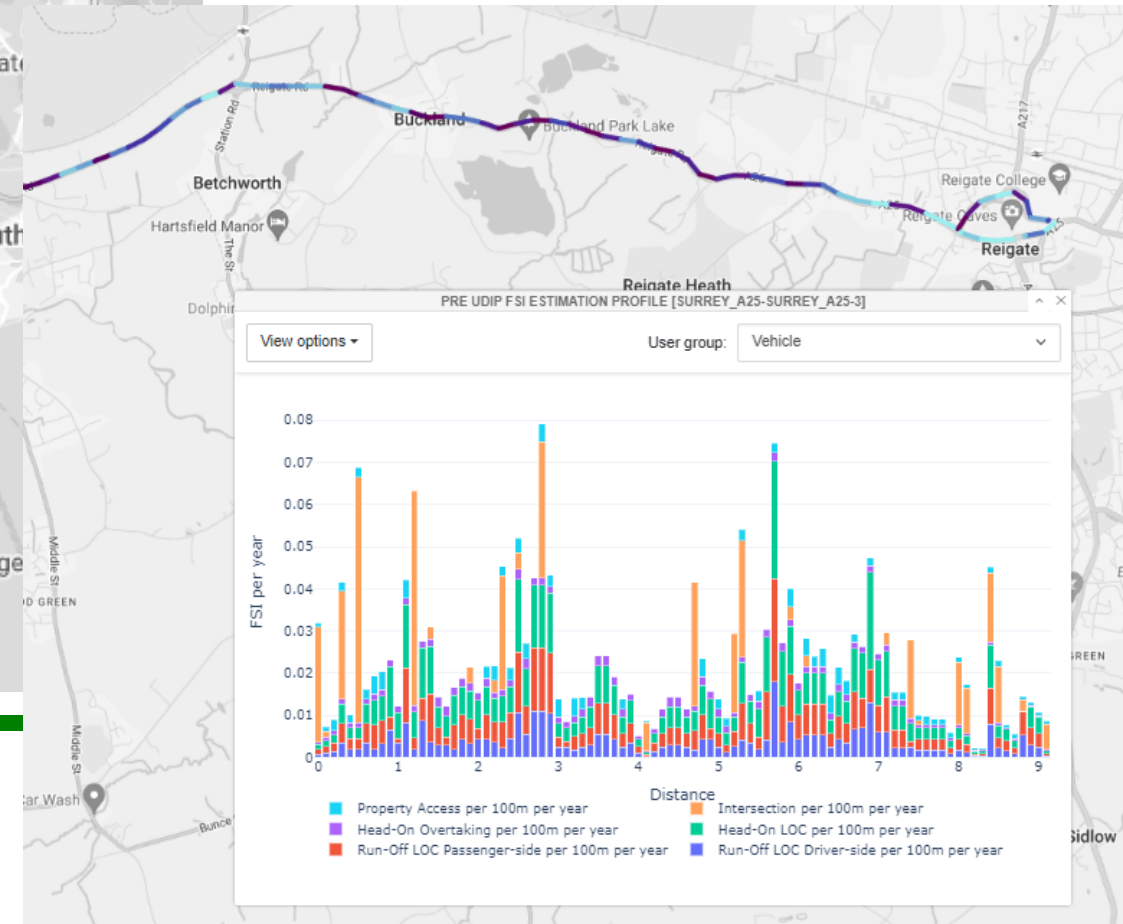 Reigate Rd
A217
Buckland
Buckland Park Lake
Station Rd
Reigate R
Betchworth
A25
Reigate College
Hartsfield Manor
A25
Reigate Caves
A25
Reigate
The St
Reigate Heath
Dolphin
PRE UDIP FSI ESTIMATION PROFILE [SURREY_A25-SURREY_A25-3]
View options
User group:
Vehicle
0.08
0.07
0.06
0.05
0.04
0.03
0.02
0.01
0
FSI per year
0 1 2 3 4 5 6 7 8 9
Distance
Property Access per 100m per year
Intersection per 100m per year
Head-On Overtaking per 100m per year
Head-On LOC per 100m per year
Run-Off LOC Passenger-side per 100m per year
Run-Off LOC Driver-side per 100m per year
Middle St
D GREEN
GREEN
Middle St
ar Wash
Bunce
Sidlow